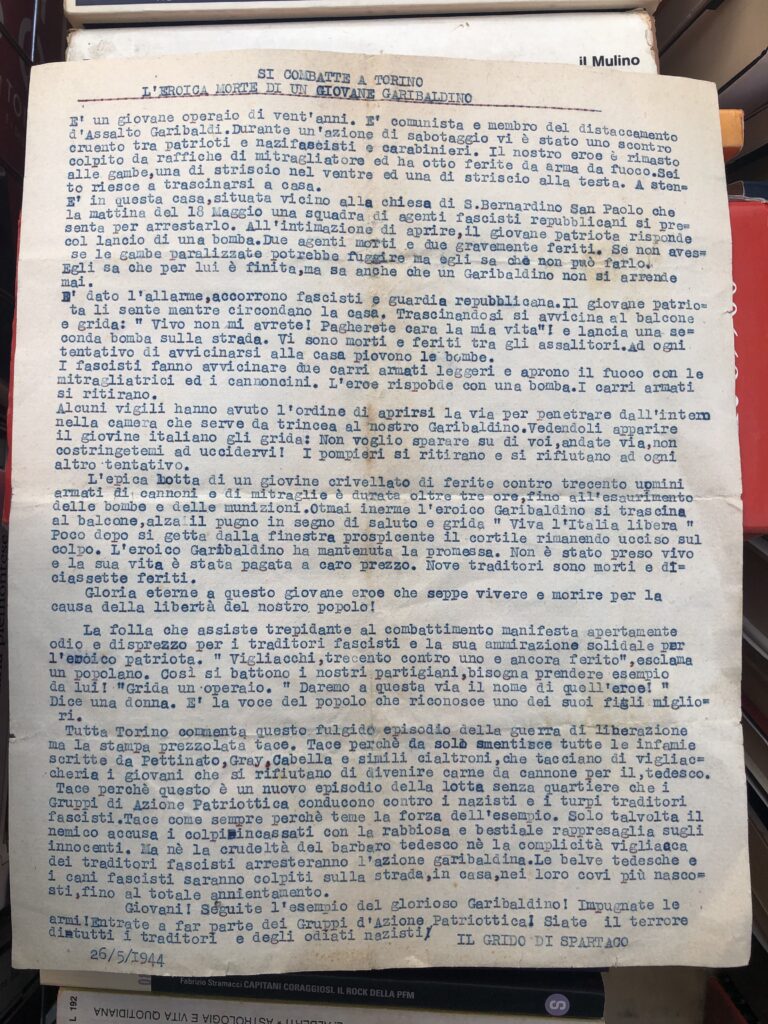 il Mulino
SI COMBATTE A TORINO
L'EROICA MORTE DI UN GIOVANE GARIBALDINO
E' un giovane operaio di vent'anni. E' comunista e membro del distaccamento
d'Assalto Garibaldi.Durante un'azione di sabotaggio vi è stato uno scontro
cruento tra patrioti e nazifascisti e carabinieri. Il nostro eroe è rimasto
colpito da raffiche di mitragliatore ed ha otto ferite da arma da fuoco.Sei
alle gambe,una di striscio nel ventre ed una di striscio alla testa. A sten=
to riesce a trascinarsi a casa.
E' in questa casa,situata vicino alla chiesa di S.Bernardino San Paolo che
la mattina del 18 Maggio una squadra di agenti fascisti repubblicani si pre=
senta per arrestarlo. All'intimazione di aprire,il giovane patriota risponde
col lancio di una bomba.Due agenti morti e due gravemente feriti. Se non aves=
se le gambe paralizzate potrebbe fuggire ma egli sa che non può farlo.
Egli sa che per lui è finita,ma sa anche che un Garibaldino non si arrende
mai.
E' dato l'allarme,accorrono fascisti e guardia repubblicana.Il giovane patrio=
ta li sente mentre circondano la casa. Trascinandosi si avvicina al balcone
e grida: " Vivo non mi avrete! Pagherete cara la mia vita"! e lancia una se=
conda bomba sulla strada. Vi sono morti e feriti tra gli assalitori.Ad ogni
tentativo di avvicinarsi alla casa piovono le bombe.
I fascisti fanno avvicinare due carri armati leggeri e aprono il fuoco con le
mitragliatrici ed i cannoncini. L'eroe rispobde con una bomba.I carri armati
si ritirano.
Alcuni vigili hanno avuto l'ordine di aprirsi la via per penetrare dall'intern
nella camera che serve da trincea al nostro Garibaldino.Vedendoli apparire
il giovine italiano gli grida: Non voglio sparare su di voi,andate via,non
costringetemi ad uccidervi! I pompieri si ritirano e si rifiutano ad ogni
altro tentativo.
L'epica lotta di un giovine crivellato di ferite contro trecento uomini
armati di cannoni e di mitraglie è durata oltre tre ore,fino all'esaurimento
delle bombe e delle munizioni.Otmai inerme l'eroico Garibaldino si trascina
al balcone,alza il pugno in segno di saluto e grida " Viva l'Italia libera "
Poco dopo si getta dalla finestra prospicente il cortile rimanendo ucciso sul
colpo. L'eroico Garibaldino ha mantenuta la promessa. Non è stato preso vivo
e la sua vita è stata pagata a caro prezzo. Nove traditori sono morti e di=
ciassette feriti.
Gloria eterne a questo giovane eroe che seppe vivere e morire per la
causa della libertà del nostro popolo!
La folla che assiste trepidante al combattimento manifesta apertamente
odio e disprezzo per i traditori fascisti e la sua ammirazione solidale per
l'eroico patriota. " Vigliacchi,trecento contro uno e ancora ferito",esclama
un popolano. Così si battono i nostri partigiani,bisogna prendere esempio
da lui! "Grida un operaio. " Daremo a questa via il nome di quell'eroe! "
Dice una donna. E' la voce del popolo che riconosce uno dei suoi figli miglio=
ri.
Tutta Torino commenta questo fulgido episodio della guerra di liberazione
ma la stampa prezzolata tace. Tace perchè da solo smentisce tutte le infamie
scritte da Pettinato,Gray,Cabella e simili cialtroni,che tacciano di vigliac=
cheria i giovani che si rifiutano di divenire carne da cannone per il,tedesco.
Tace perchè questo è un nuovo episodio della lotta senza quartiere che i
Gruppi di Azione Patriottica conducono contro i nazisti e i turpi traditori
fascisti.Tace come sempre perchè teme la forza dell'esempio. Solo talvolta il
nemico accusa i colpi incassati con la rabbiosa e bestiale rappresaglia sugli
innocenti. Ma nè la crudeltà del barbaro tedesco nè la complicità vigliacca
dei traditori fascisti arresteranno l'azione garibaldina.Le belve tedesche e
i cani fascisti saranno colpiti sulla strada,in casa,nei loro covi più nasco=
sti,fino al totale annientamento.
Giovani! Seguite l'esempio del glorioso Garibaldino! Impugnate le
armi!Entrate a far parte dei Gruppi d'Azione Patriottica! Siate il terrore
di tutti i traditori e degli odiati nazisti!
IL GRIDO DI SPARTACO
26/5/1944
Fabrizio Stramacci CAPITANI CORAGGIOSI. IL ROCK DELLA PFM
S
L 192
ASTROLOGIA E VITA QUOTIDIANA